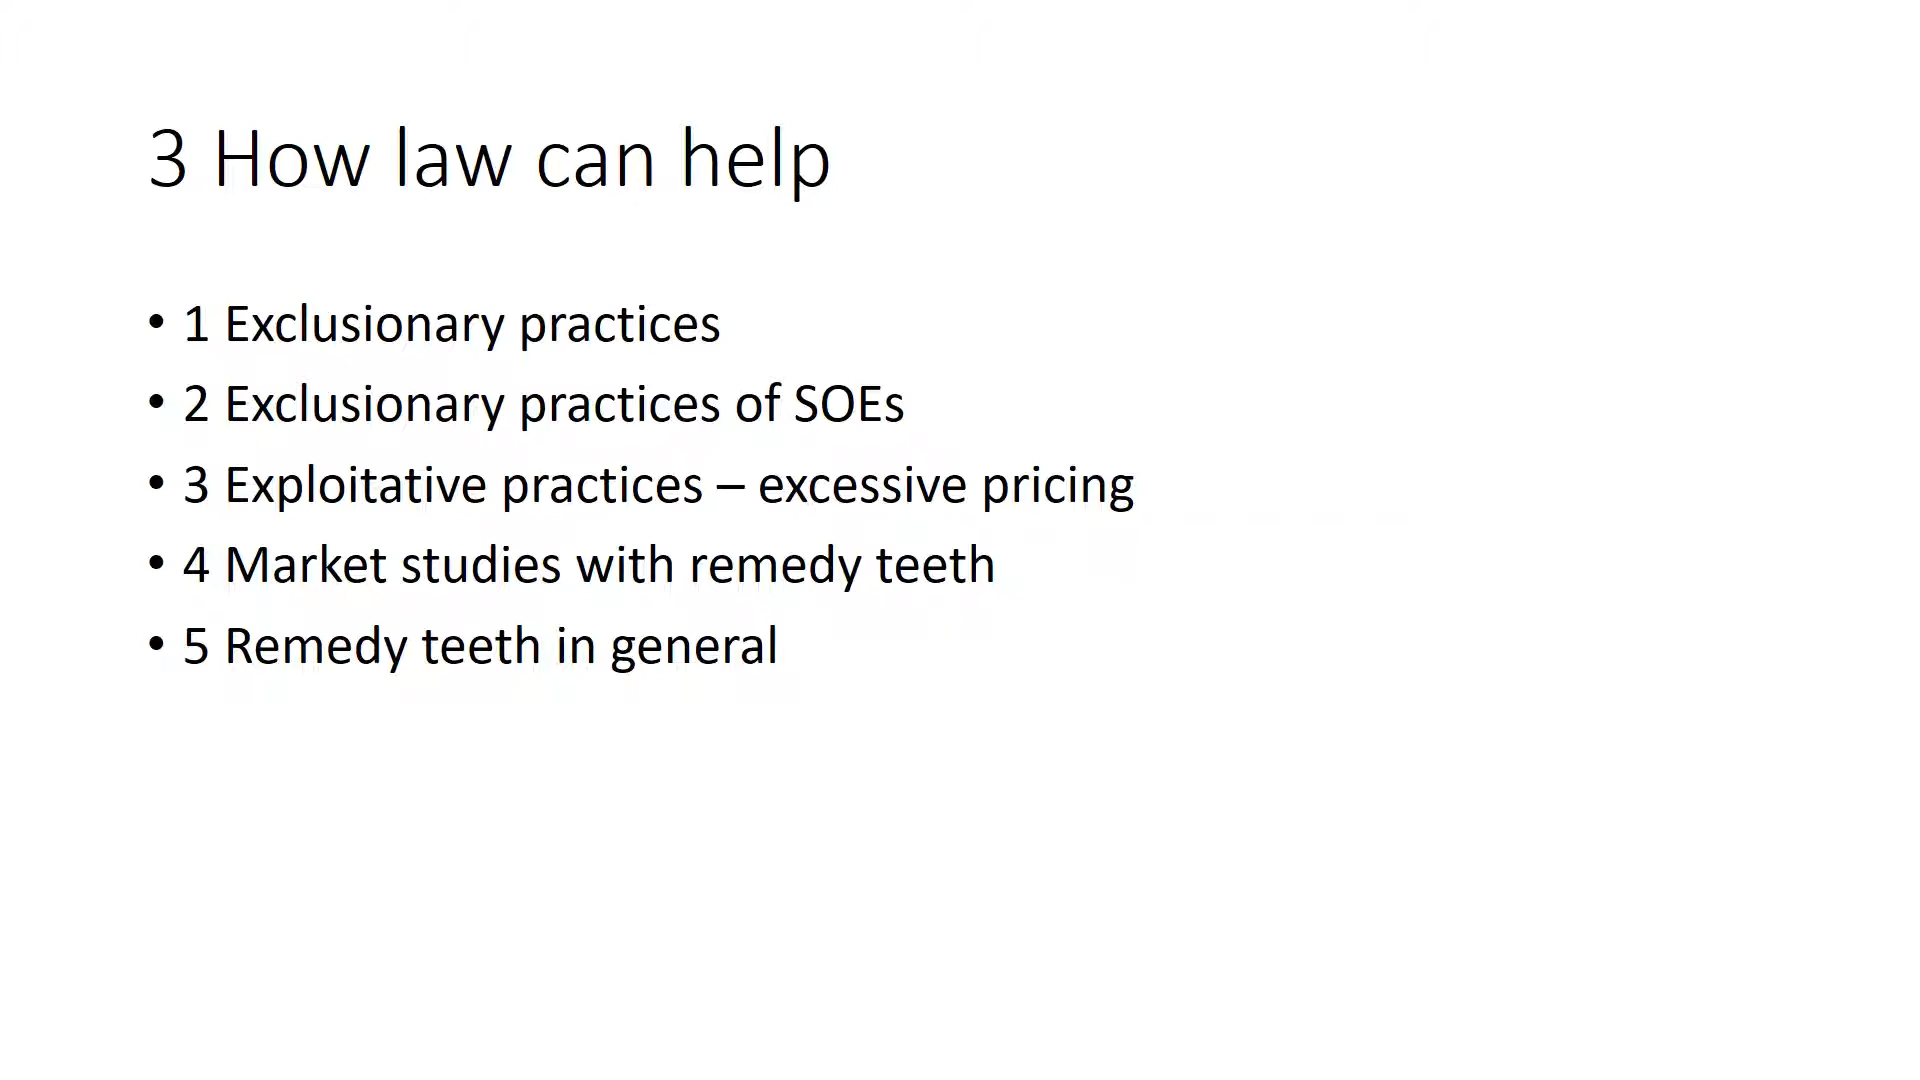 3 How law can help
• 1 Exclusionary practices
• 2 Exclusionary practices of SOEs
• 3 Exploitative practices – excessive pricing
• 4 Market studies with remedy teeth
• 5 Remedy teeth in general